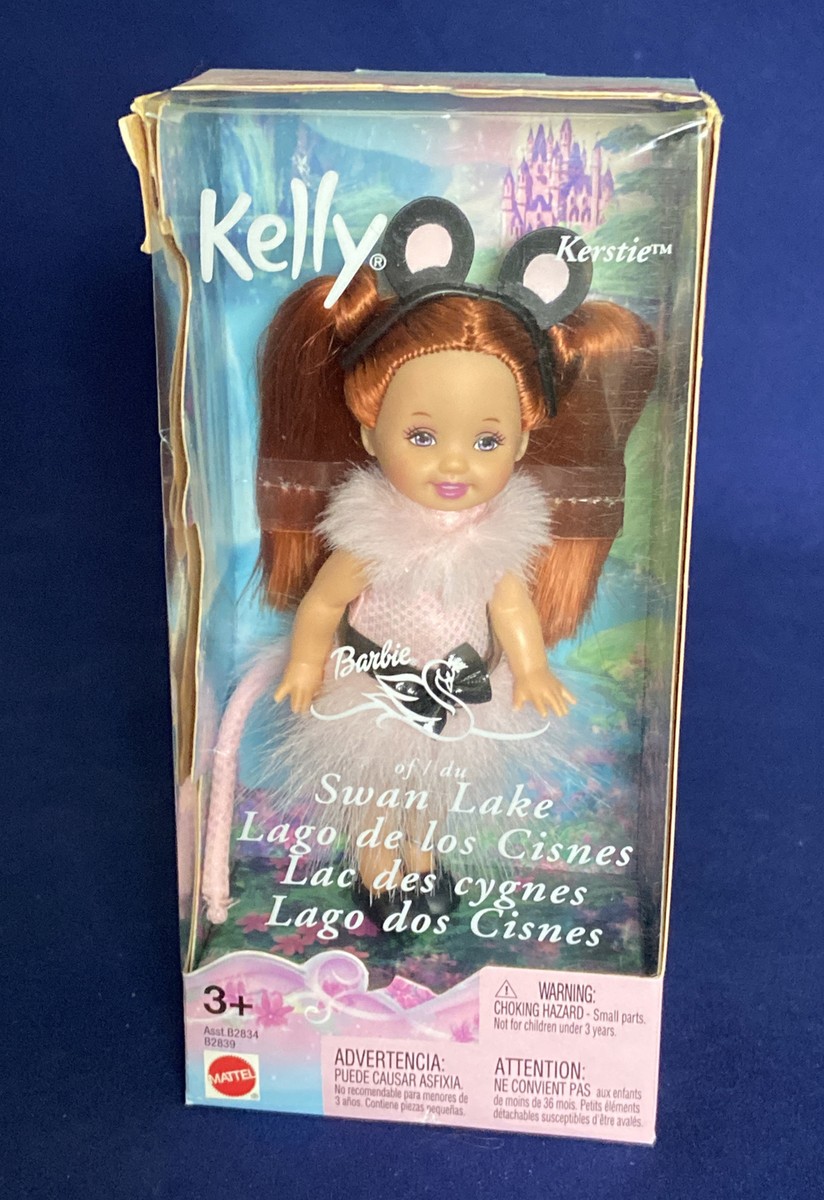 Kelly®
Kerstie™
Barbie
of / du
Swan Lake
Lago de los Cisnes
Lac des cygnes
Lago dos Cisnes
3+
Asst.B2834
B2839
MATTEL®
⚠ WARNING:
CHOKING HAZARD - Small parts.
Not for children under 3 years.
ADVERTENCIA:
PUEDE CAUSAR ASFIXIA.
No recomendable para menores de
3 años. Contiene piezas pequeñas.
ATTENTION:
NE CONVIENT PAS aux enfants
de moins de 36 mois. Petits éléments
détachables susceptibles d'être avalés.